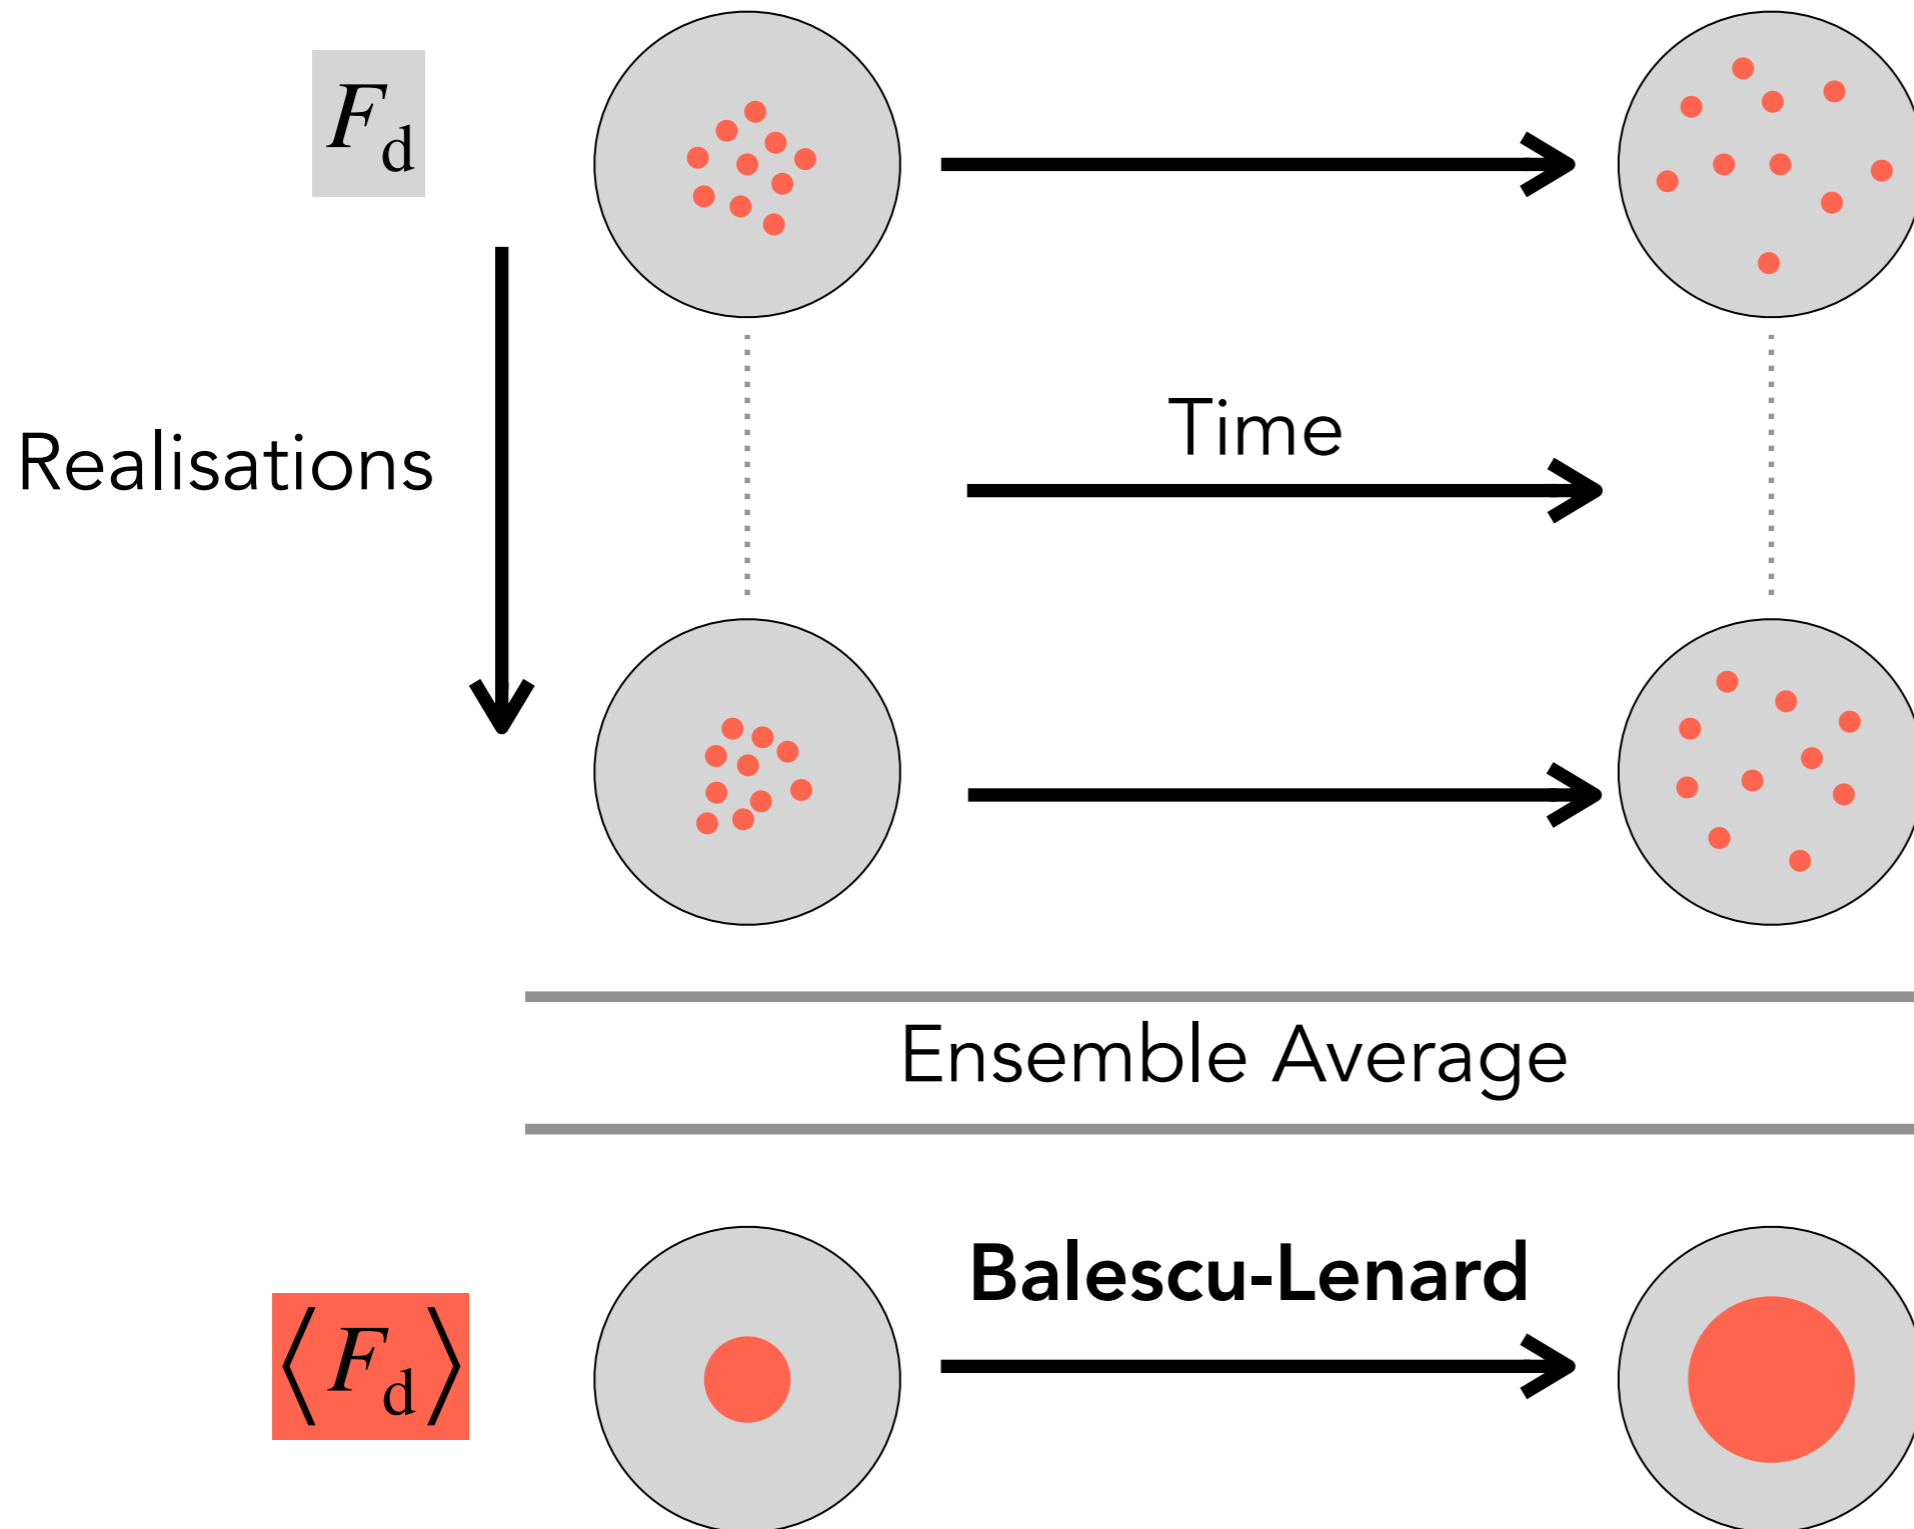 F_d
Realisations
Time
Ensemble Average
Balescu-Lenard
⟨F_d⟩